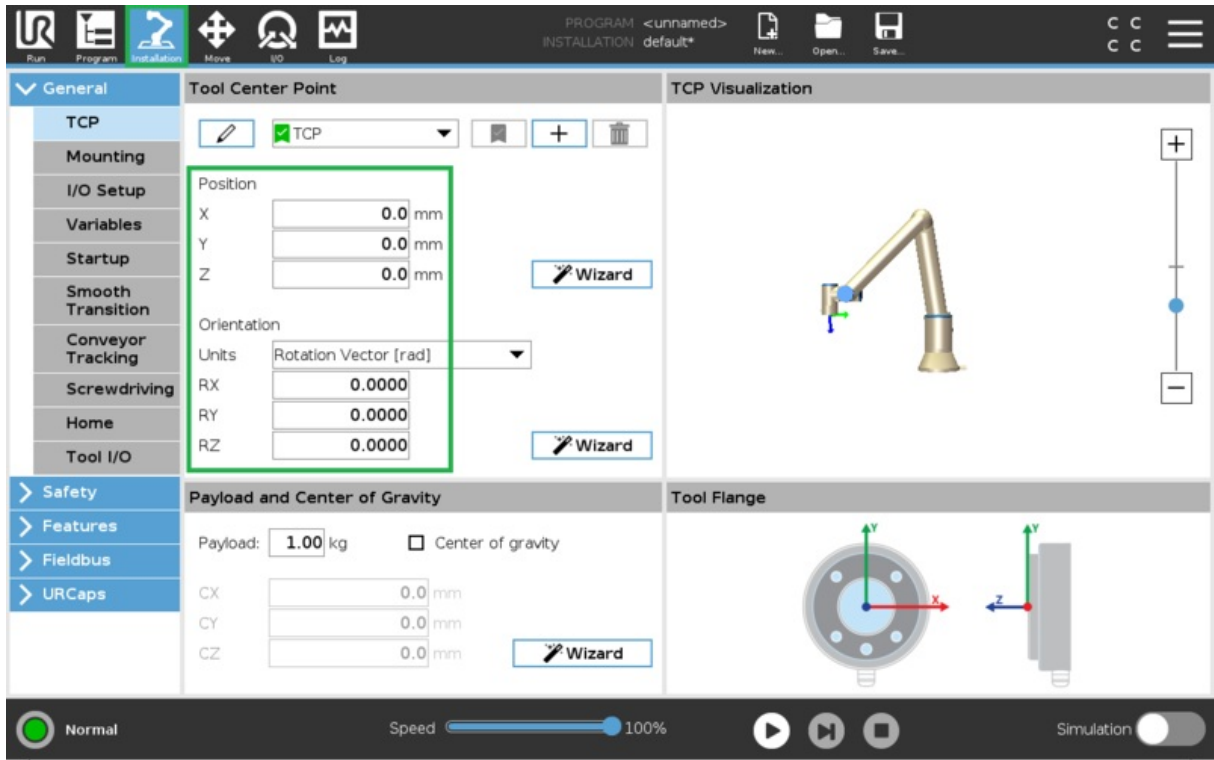 PROGRAM <unnamed>
INSTALLATION default*
UR
Run Program Installation Move I/O Log New... Open... Save...
C C
C C
General
TCP
Mounting
I/O Setup
Variables
Startup
Smooth
Transition
Conveyor
Tracking
Screwdriving
Home
Tool I/O
Safety
Features
Fieldbus
URCaps
Tool Center Point
TCP
Position
X 0.0 mm
Y 0.0 mm
Z 0.0 mm
Wizard
Orientation
Units Rotation Vector [rad]
RX 0.0000
RY 0.0000
RZ 0.0000
Wizard
TCP Visualization
+
−
Payload and Center of Gravity
Payload: 1.00 kg Center of gravity
CX 0.0 mm
CY 0.0 mm
CZ 0.0 mm
Wizard
Tool Flange
Y Y
X Z
Normal
Speed 100%
Simulation